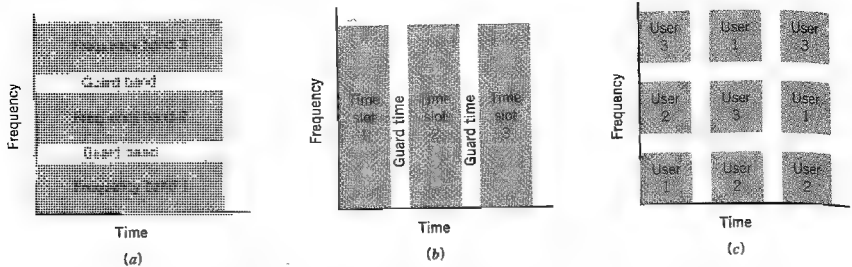 Frequency
Frequency band 3
Guard band
Frequency band 2
Guard band
Frequency band 1
Time
(a)
Frequency
Time slot 1
Guard time
Time slot 2
Guard time
Time slot 3
Time
(b)
Frequency
User 3
User 1
User 3
User 2
User 3
User 1
User 1
User 2
User 2
Time
(c)